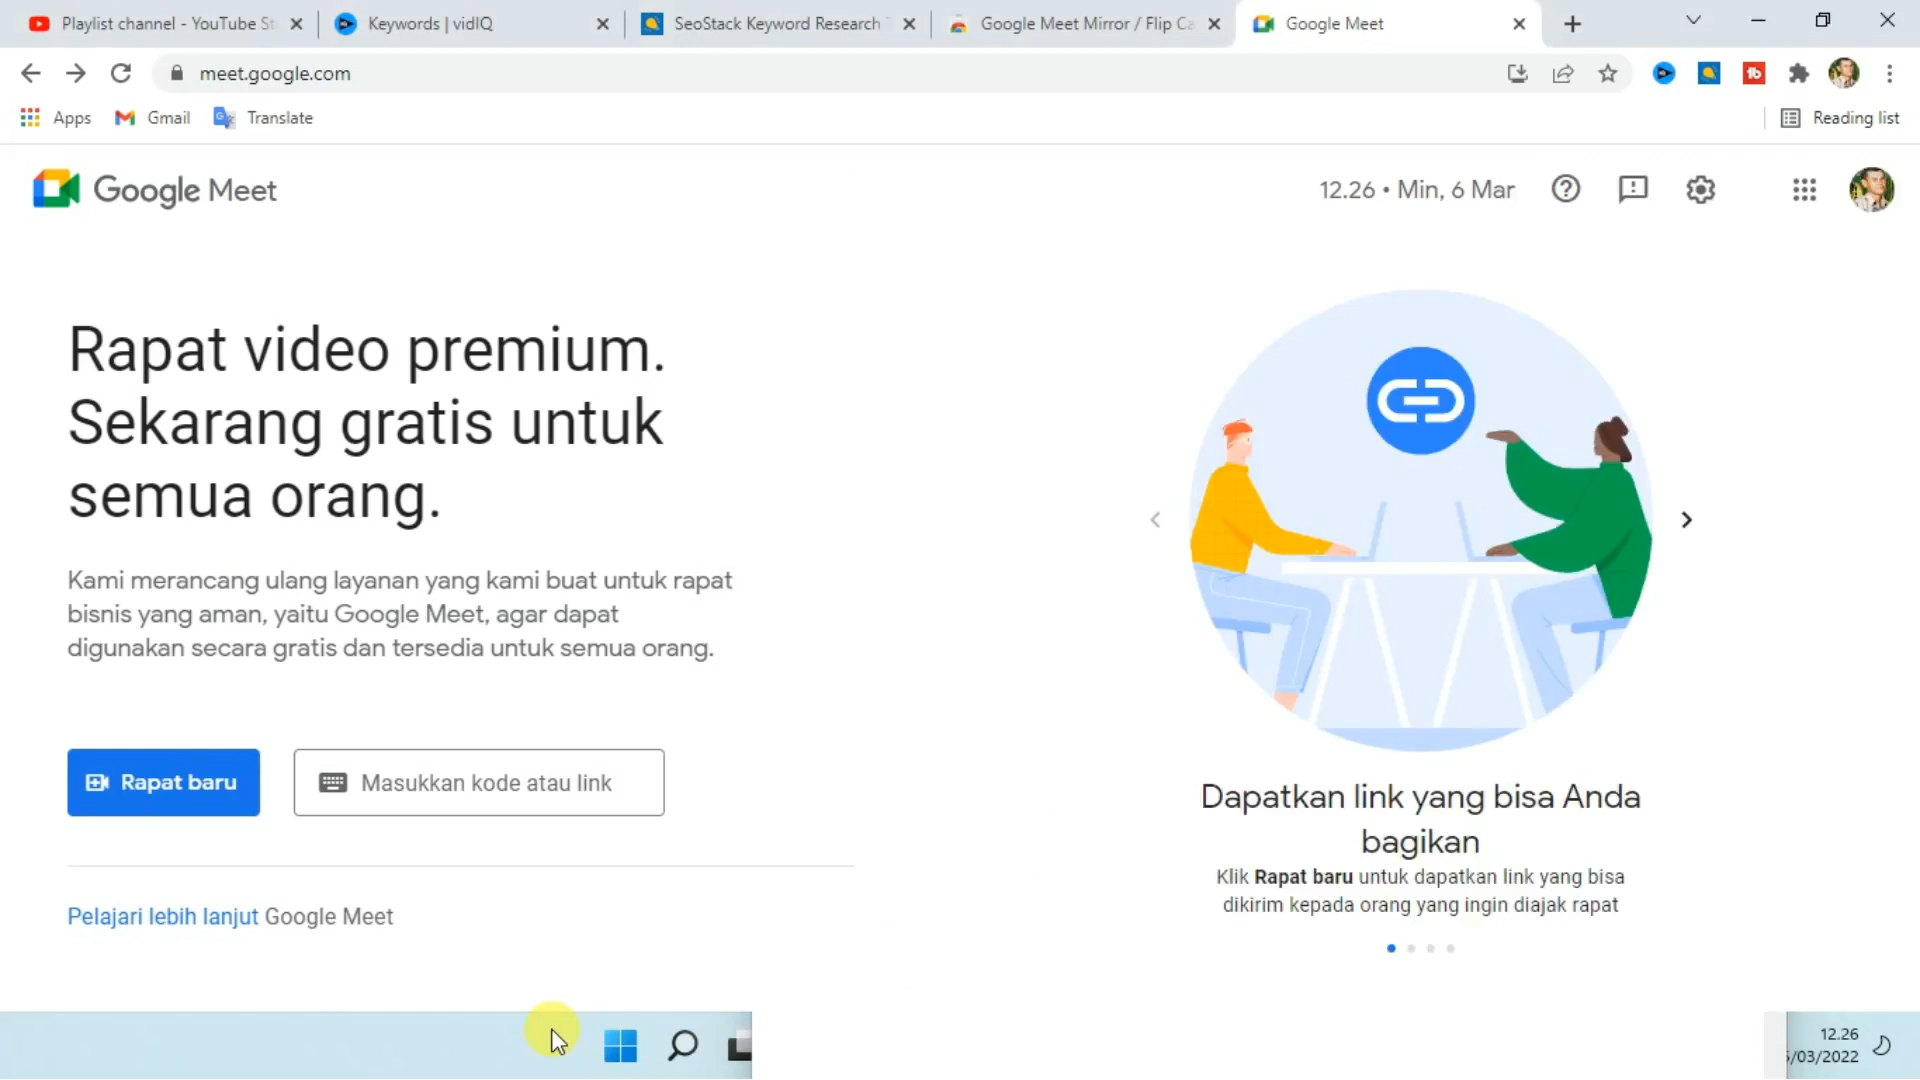 Playlist channel - YouTube St
Keywords | vidIQ
SeoStack Keyword Research T
Google Meet Mirror / Flip Ca
Google Meet
meet.google.com
Apps
Gmail
Translate
Reading list
Google Meet
12.26 • Min, 6 Mar
Rapat video premium.
Sekarang gratis untuk
semua orang.
Kami merancang ulang layanan yang kami buat untuk rapat
bisnis yang aman, yaitu Google Meet, agar dapat
digunakan secara gratis dan tersedia untuk semua orang.
Rapat baru
Masukkan kode atau link
Pelajari lebih lanjut Google Meet
Dapatkan link yang bisa Anda
bagikan
Klik Rapat baru untuk dapatkan link yang bisa
dikirim kepada orang yang ingin diajak rapat
12.26
/03/2022